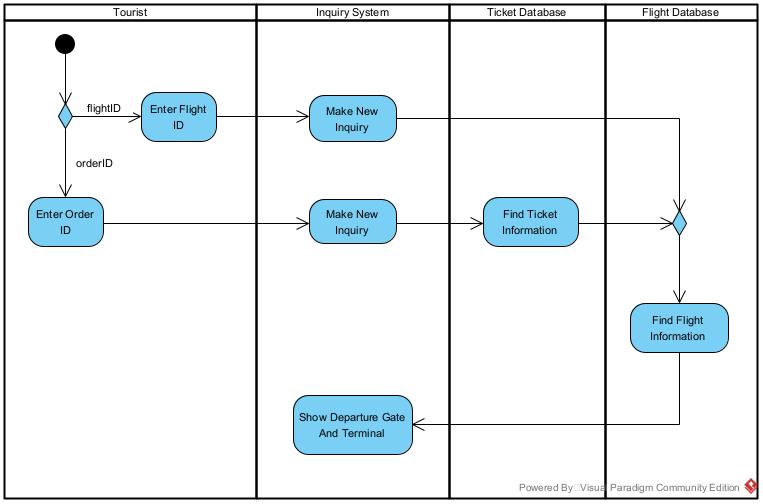 Tourist
Inquiry System
Ticket Database
Flight Database
flightID
Enter Flight
ID
Make New
Inquiry
orderID
Enter Order
ID
Make New
Inquiry
Find Ticket
Information
Find Flight
Information
Show Departure Gate
And Terminal
Powered By Visual Paradigm Community Edition